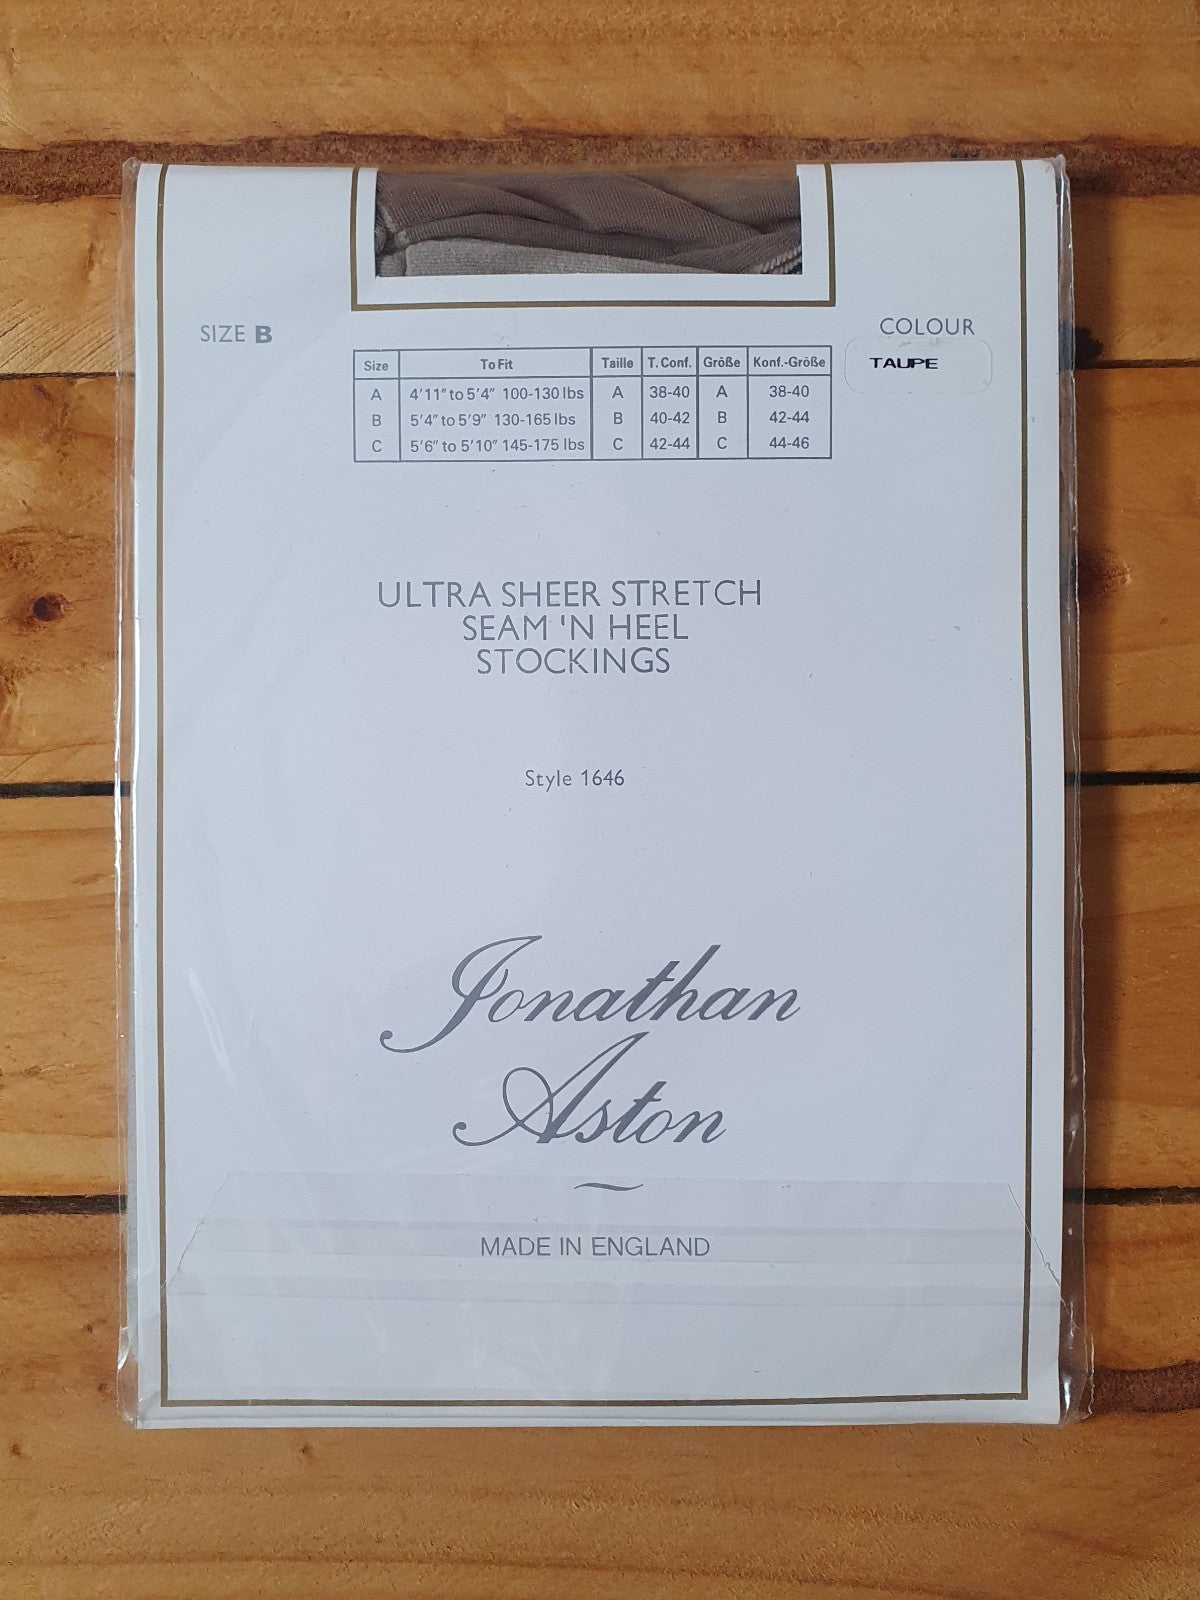 SIZE B
COLOUR
TAUPE
Size To Fit Taille T. Conf. Größe Konf.-Größe
A 4'11" to 5'4" 100-130 lbs A 38-40 A 38-40
B 5'4" to 5'9" 130-165 lbs B 40-42 B 42-44
C 5'6" to 5'10" 145-175 lbs C 42-44 C 44-46
ULTRA SHEER STRETCH
SEAM 'N HEEL
STOCKINGS
Style 1646
Jonathan
Aston
MADE IN ENGLAND